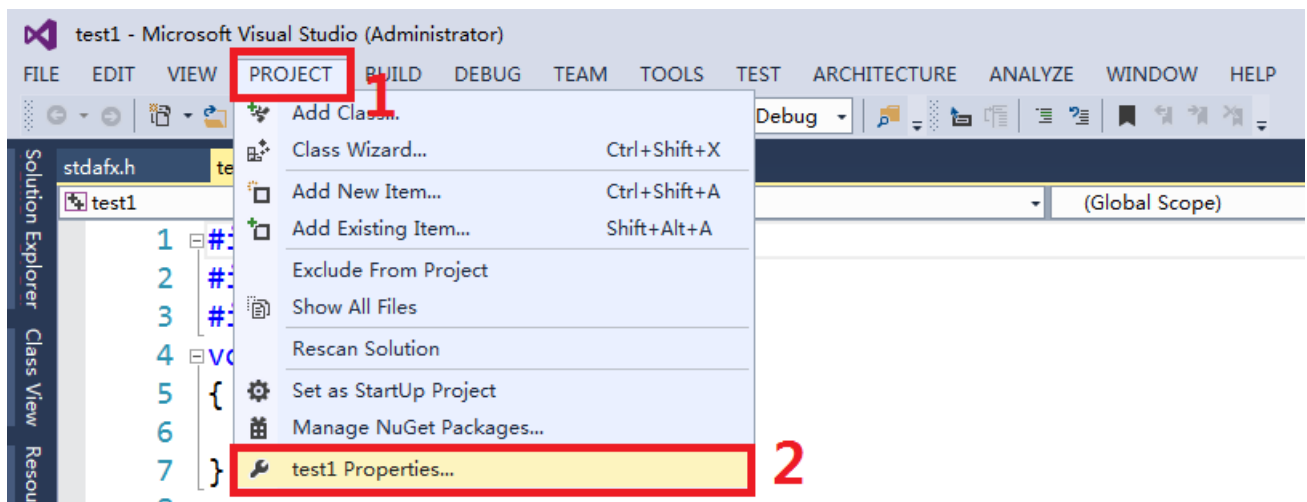 test1 - Microsoft Visual Studio (Administrator)
FILE EDIT VIEW PROJECT BUILD DEBUG TEAM TOOLS TEST ARCHITECTURE ANALYZE WINDOW HELP
1
Debug
Add Class...
Class Wizard... Ctrl+Shift+X
Add New Item... Ctrl+Shift+A
Add Existing Item... Shift+Alt+A
Exclude From Project
Show All Files
Rescan Solution
Set as StartUp Project
Manage NuGet Packages...
test1 Properties...
2
stdafx.h te
test1 (Global Scope)
1 #i
2 #i
3 #i
4 vo
5 {
6
7 }
Solution Explorer
Class View
Resou